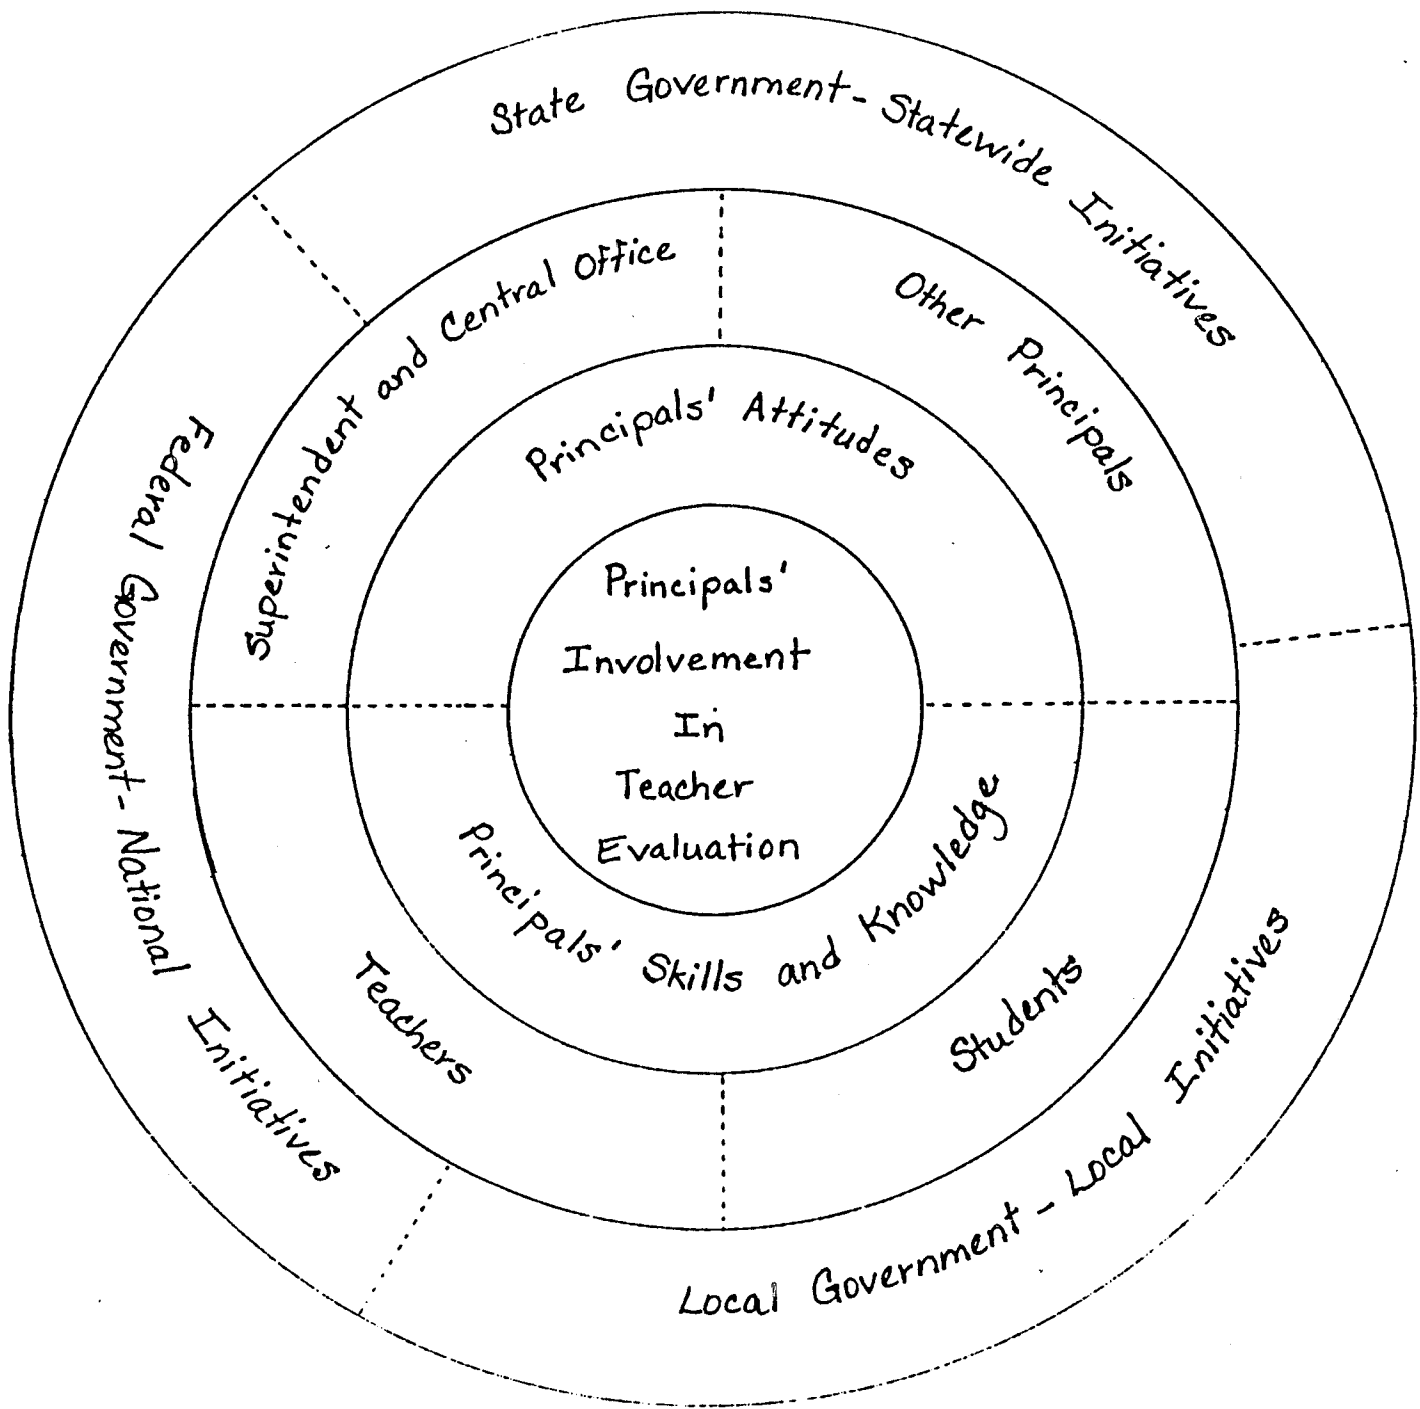 State Government - Statewide Initiatives
Federal Government - National Initiatives
Local Government - Local Initiatives
Superintendent and Central Office
Other Principals
Teachers
Students
Principals' Attitudes
Principals' Skills and Knowledge
Principals'
Involvement
In
Teacher
Evaluation